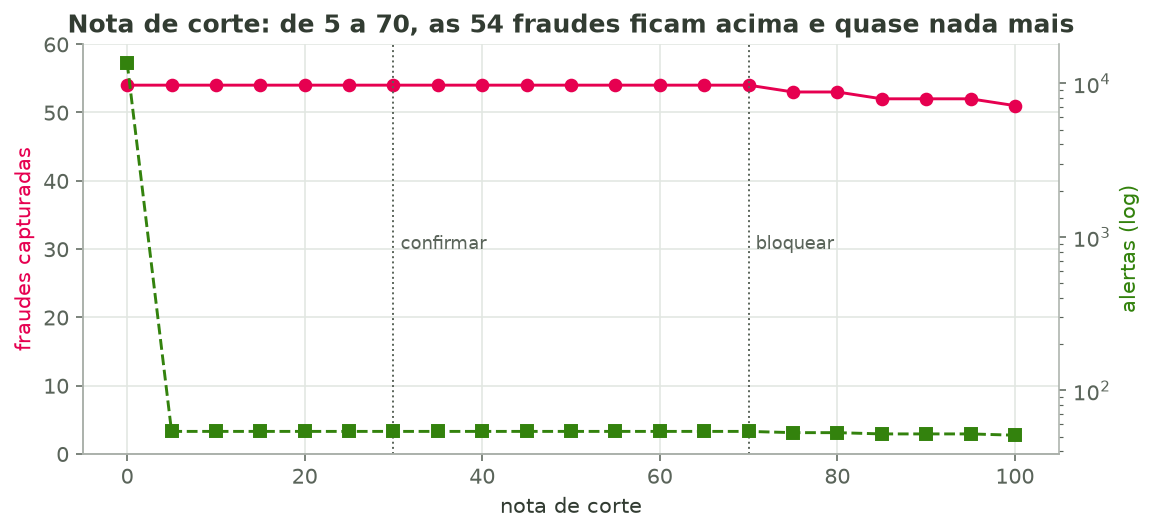 Nota de corte: de 5 a 70, as 54 fraudes ficam acima e quase nada mais
fraudes capturadas
60
50
40
30
20
10
0
confirmar
bloquear
10^4
10^3
10^2
alertas (log)
0 20 40 60 80 100
nota de corte